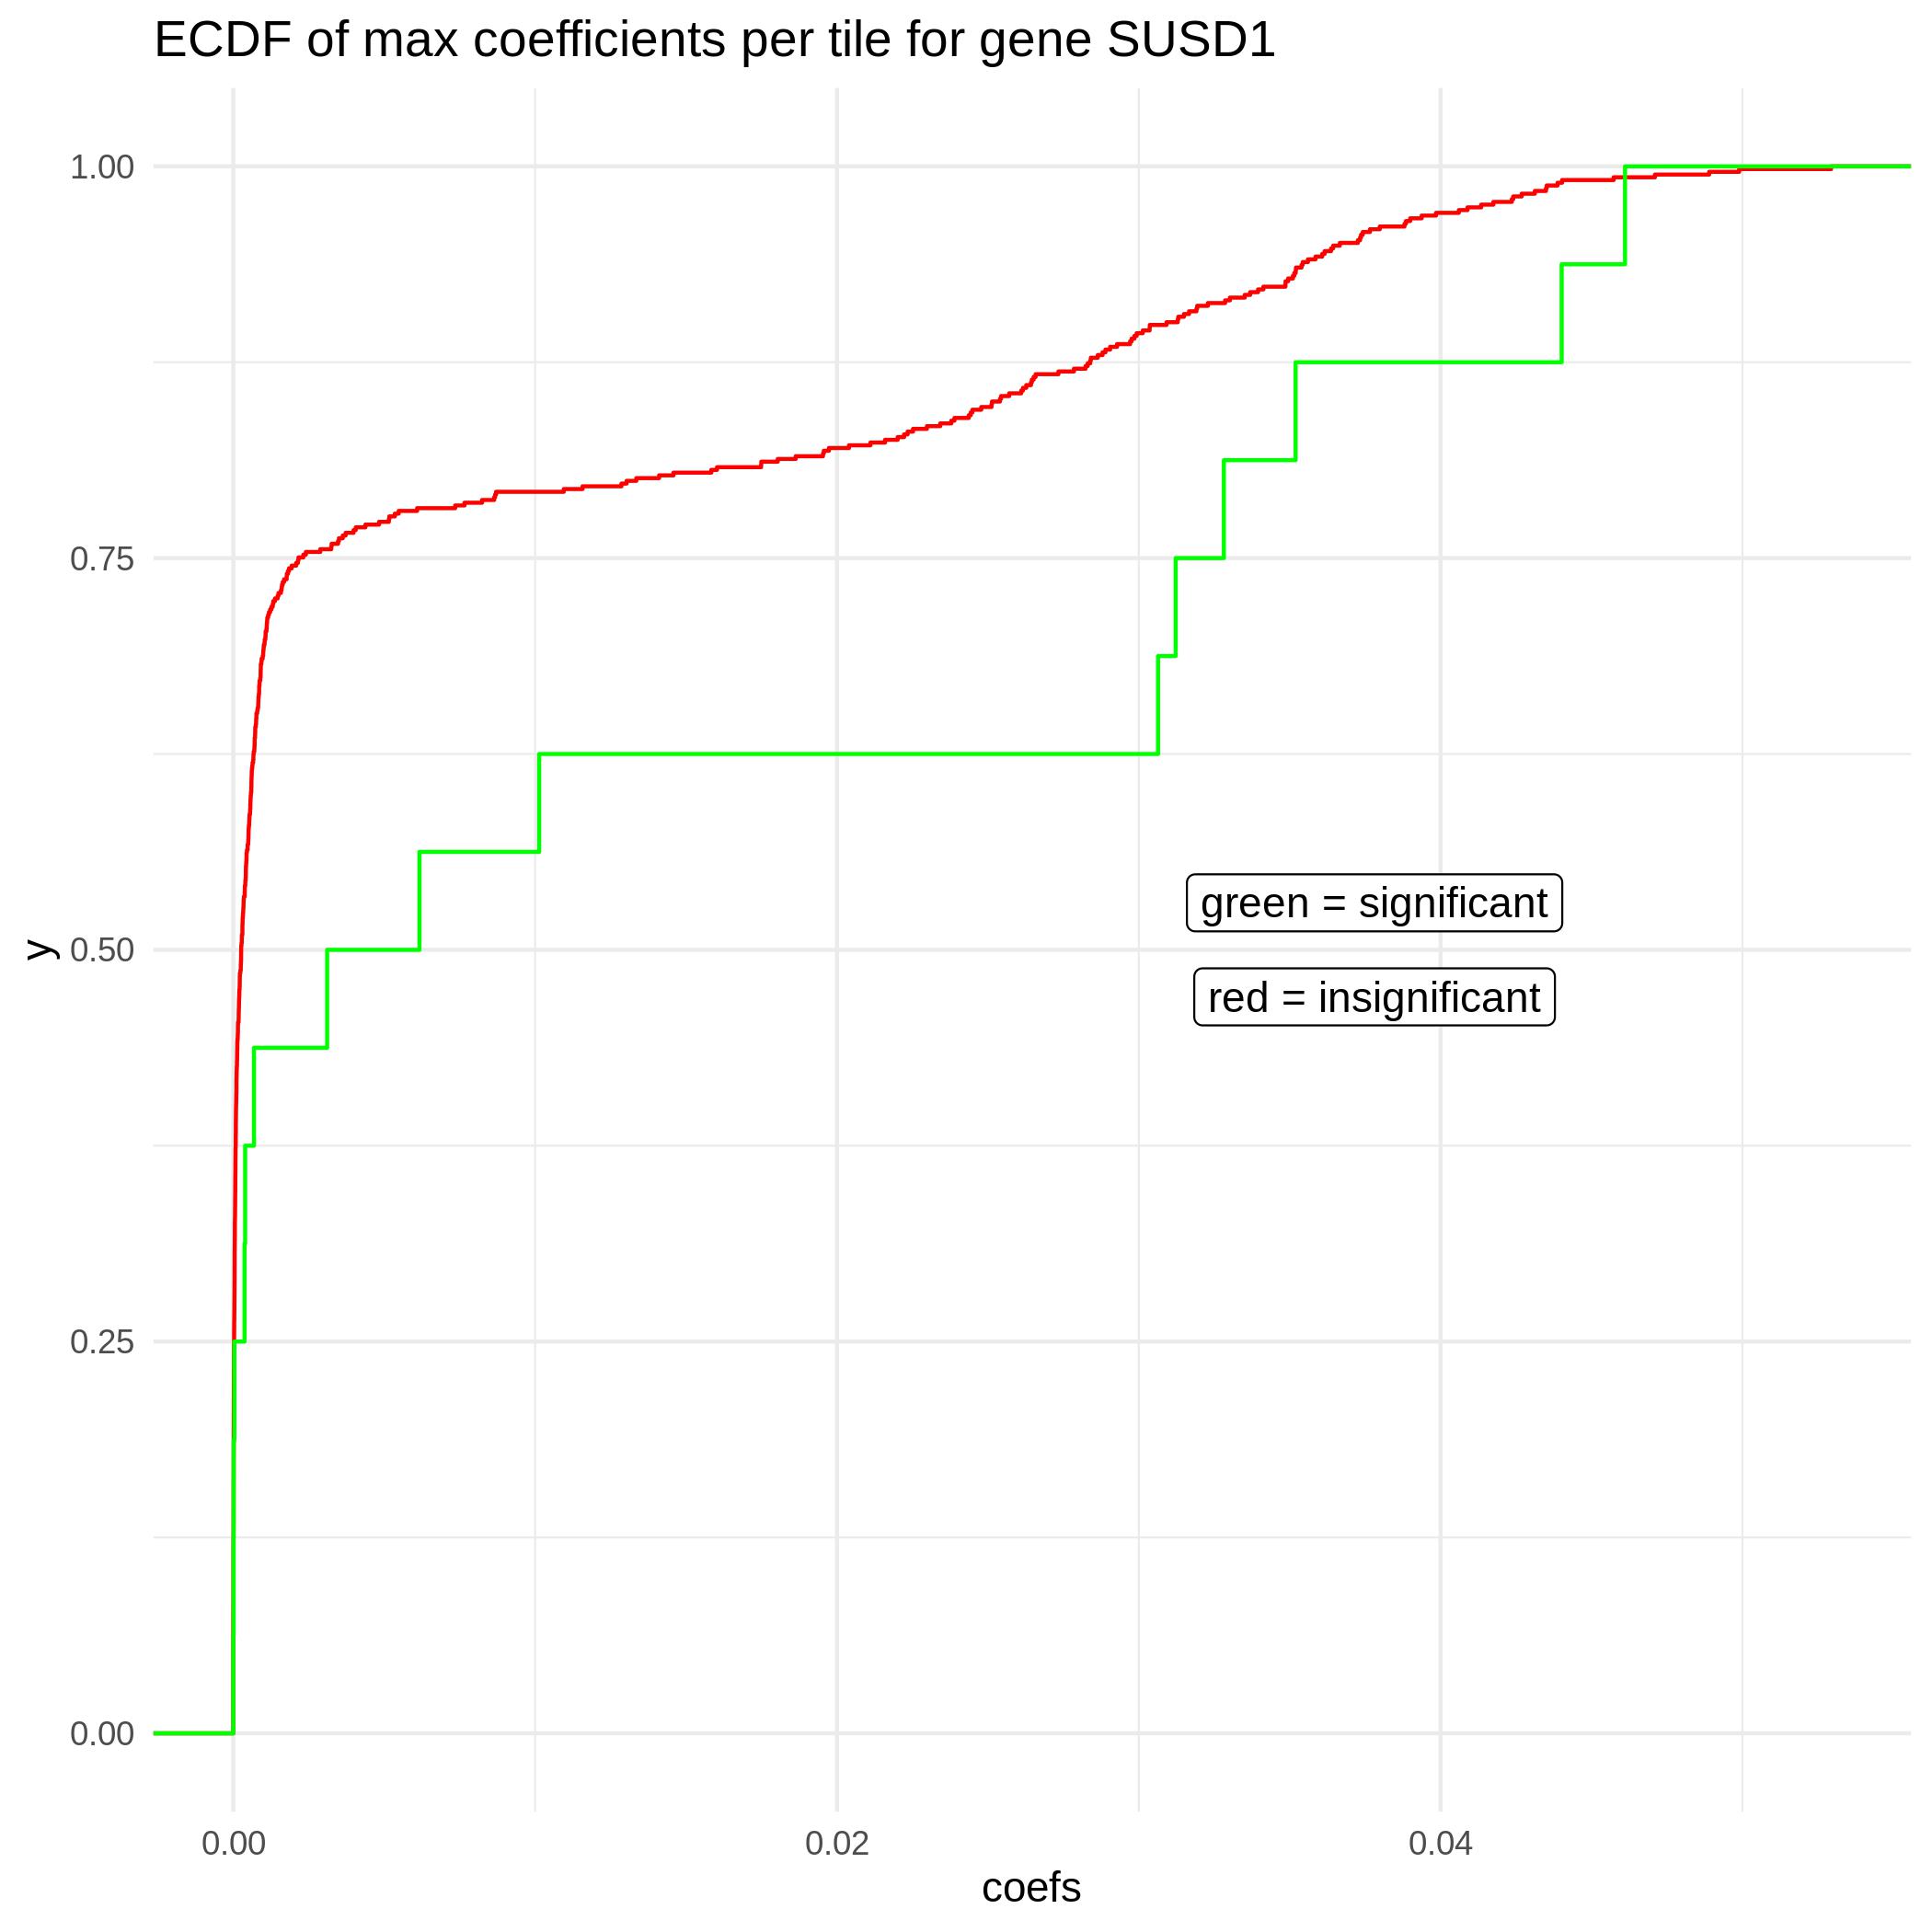 ECDF of max coefficients per tile for gene SUSD1
1.00
0.75
0.50
0.25
0.00
y
green = significant
red = insignificant
0.00 0.02 0.04
coefs